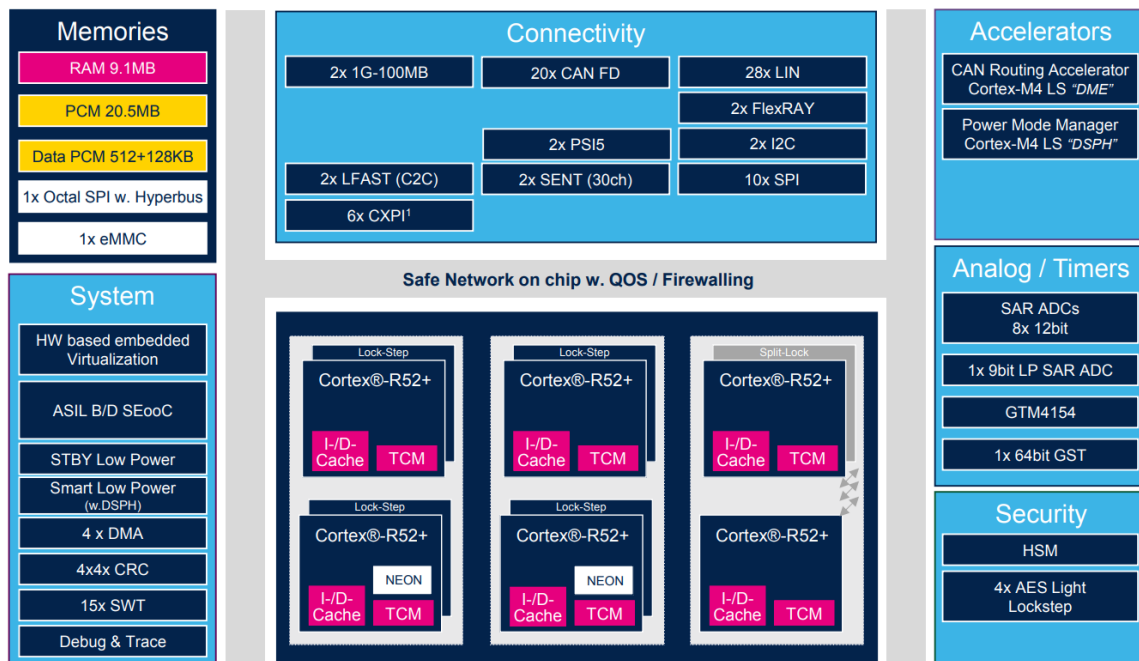 Memories
RAM 9.1MB
PCM 20.5MB
Data PCM 512+128KB
1x Octal SPI w. Hyperbus
1x eMMC
System
HW based embedded
Virtualization
ASIL B/D SEooC
STBY Low Power
Smart Low Power
(w.DSPH)
4 x DMA
4x4x CRC
15x SWT
Debug & Trace
Connectivity
2x 1G-100MB
20x CAN FD
28x LIN
2x FlexRAY
2x PSI5
2x I2C
2x LFAST (C2C)
2x SENT (30ch)
10x SPI
6x CXPI¹
Safe Network on chip w. QOS / Firewalling
Lock-Step
Cortex®-R52+
I-/D-
Cache
TCM
Lock-Step
Cortex®-R52+
I-/D-
Cache
TCM
Split-Lock
Cortex®-R52+
I-/D-
Cache
TCM
Lock-Step
Cortex®-R52+
NEON
I-/D-
Cache
TCM
Lock-Step
Cortex®-R52+
NEON
I-/D-
Cache
TCM
Cortex®-R52+
I-/D-
Cache
TCM
Accelerators
CAN Routing Accelerator
Cortex-M4 LS "DME"
Power Mode Manager
Cortex-M4 LS "DSPH"
Analog / Timers
SAR ADCs
8x 12bit
1x 9bit LP SAR ADC
GTM4154
1x 64bit GST
Security
HSM
4x AES Light
Lockstep